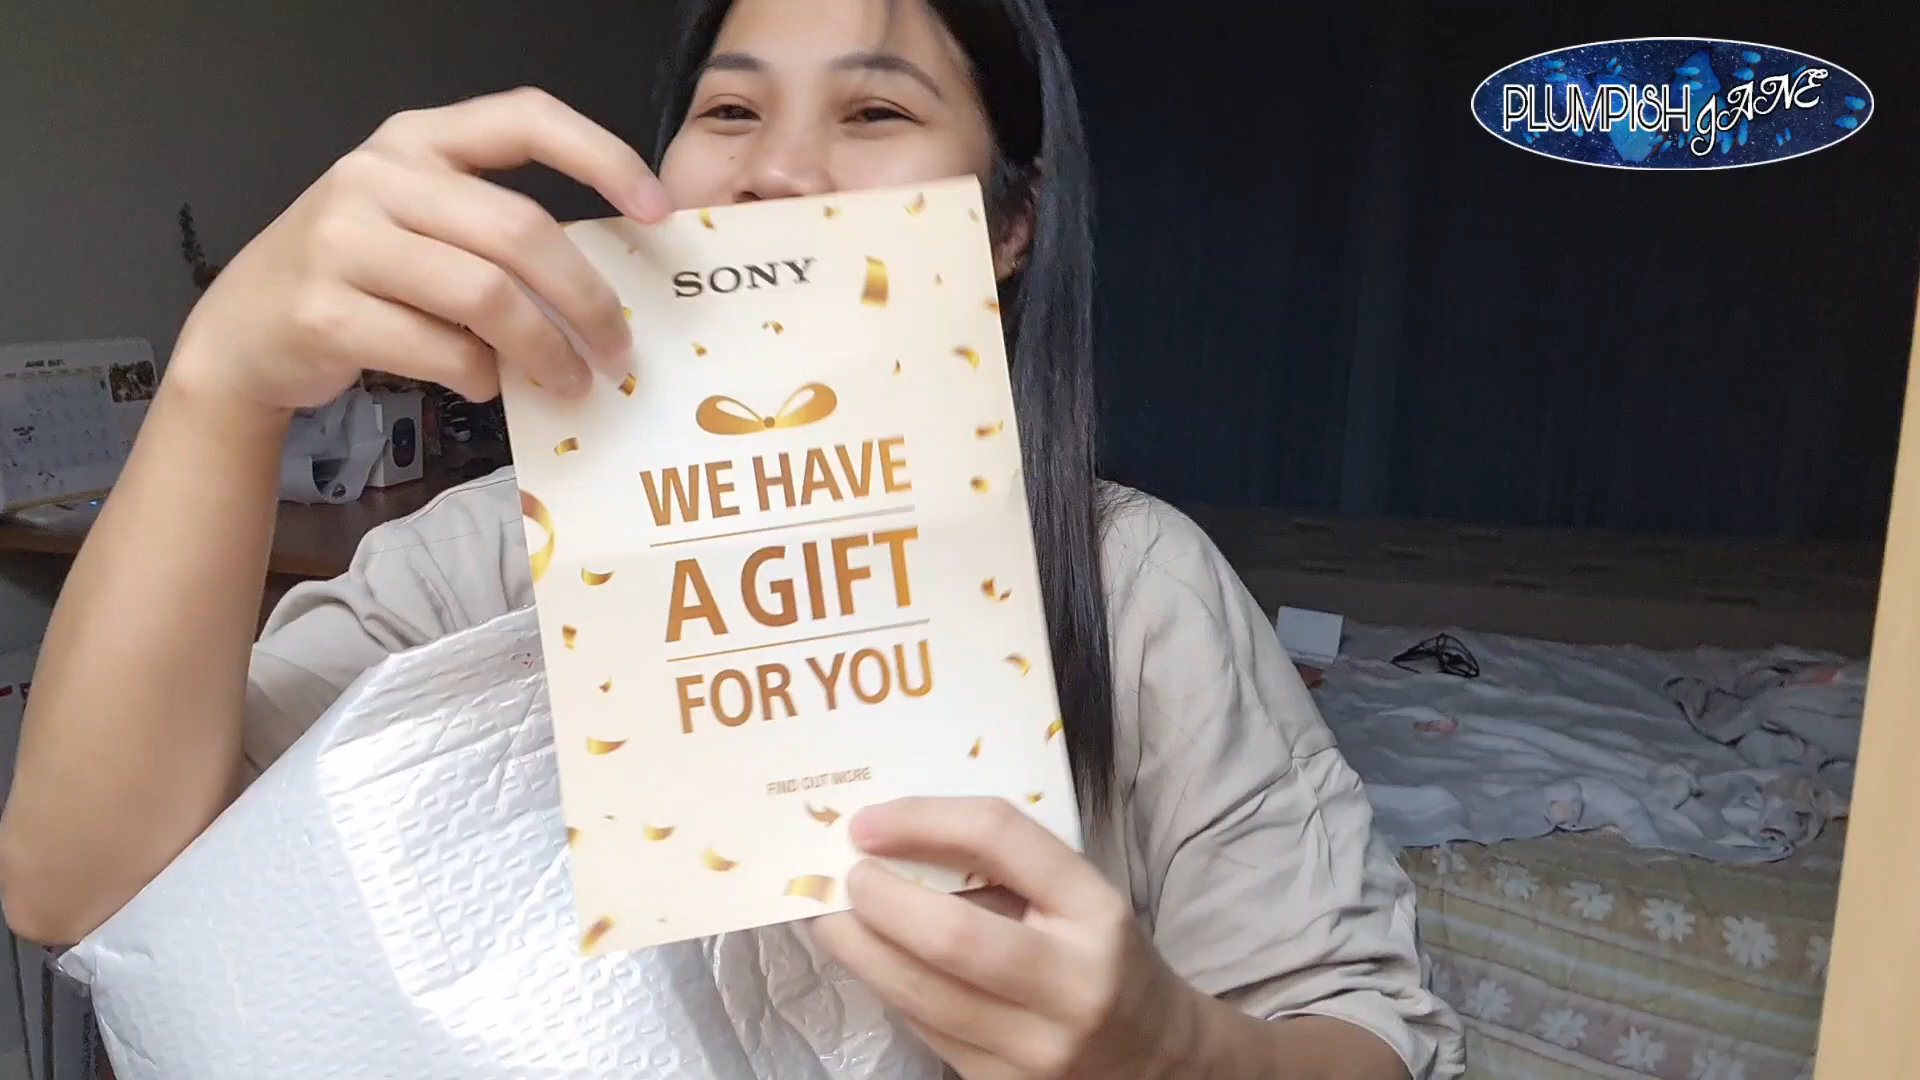 PLUMPISH JANE
SONY
WE HAVE
A GIFT
FOR YOU
FIND OUT MORE